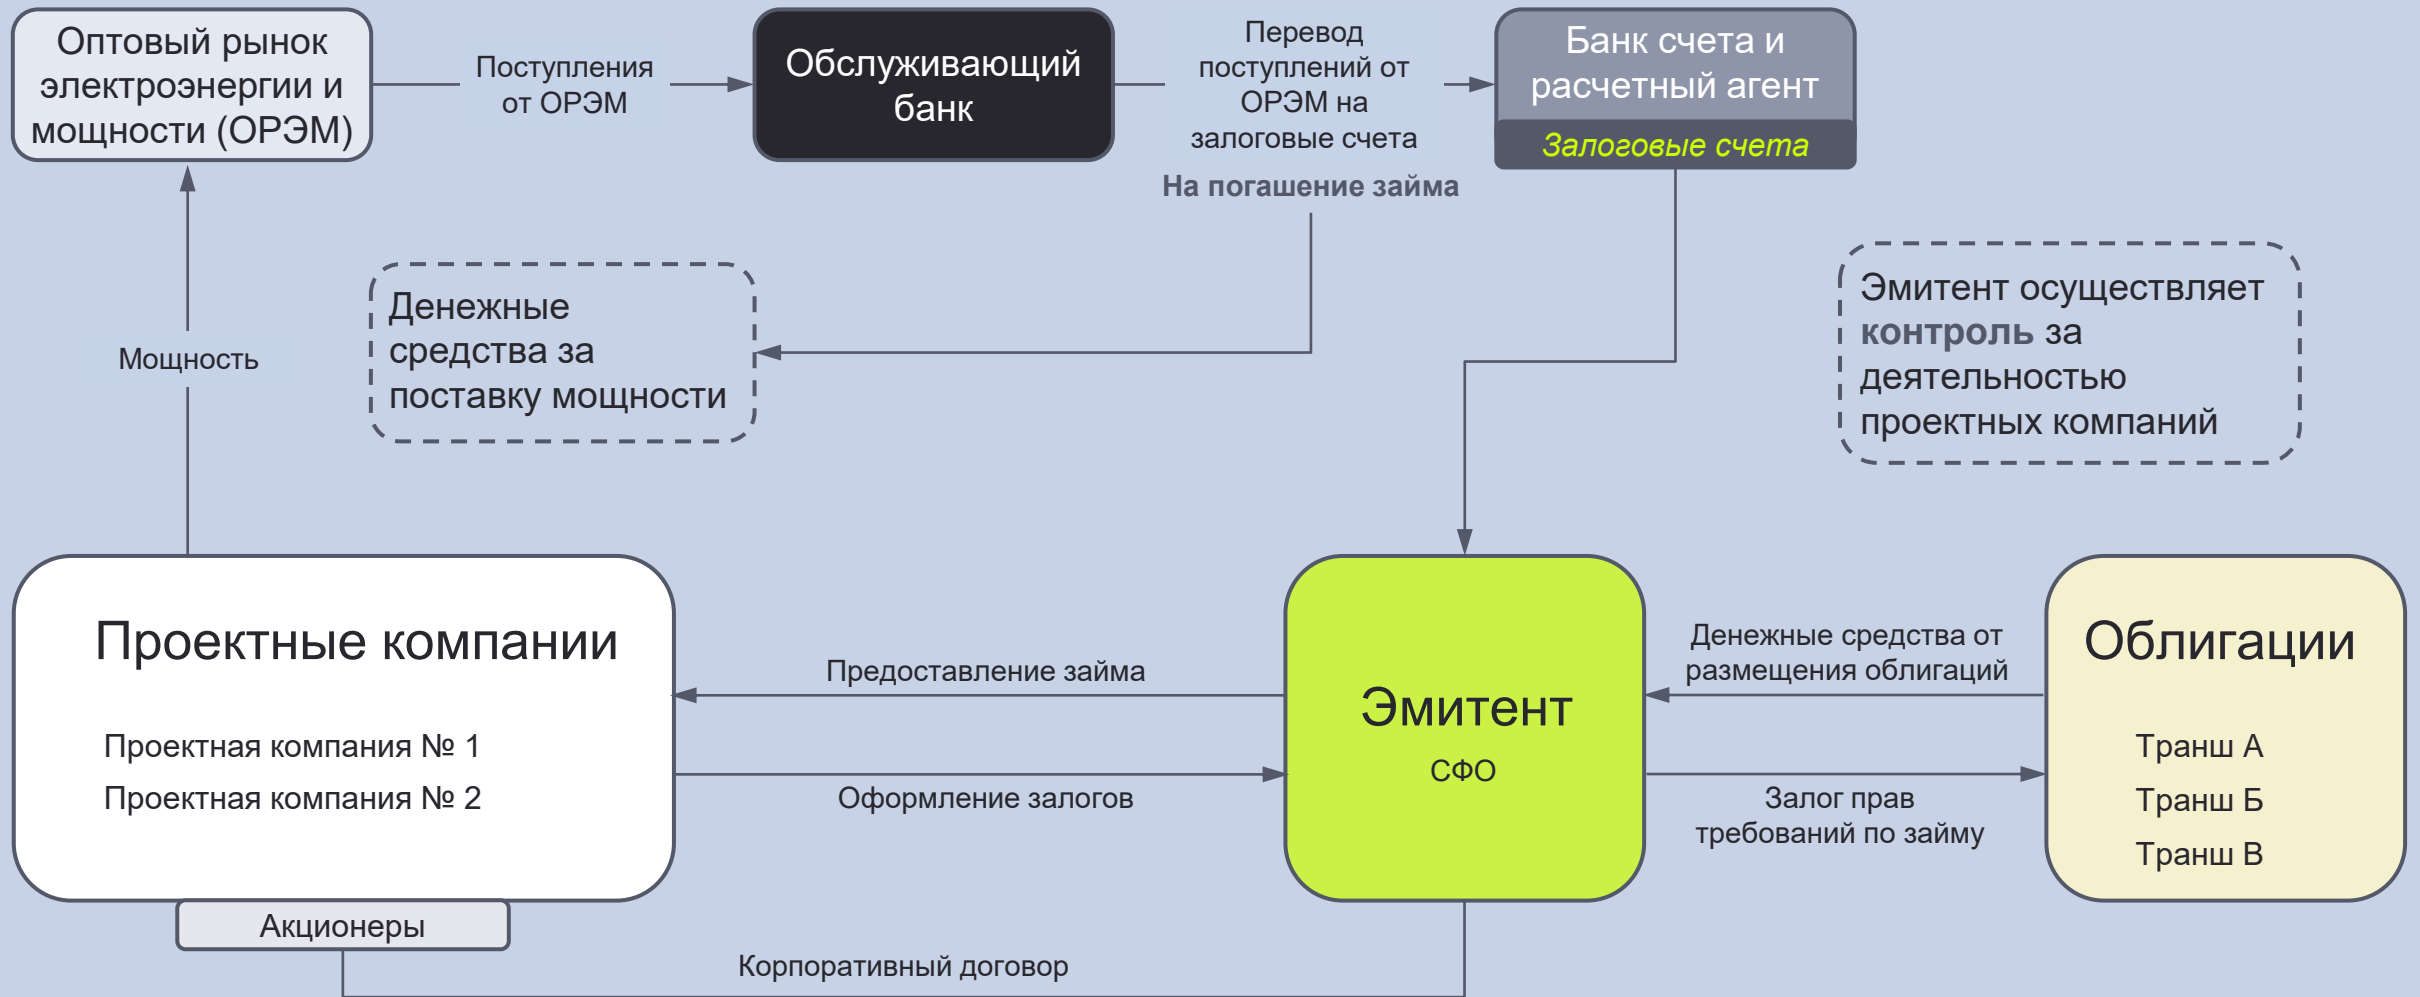 Оптовый рынок
электроэнергии и
мощности (ОРЭМ)
Поступления
от ОРЭМ
Обслуживающий
банк
Перевод
поступлений от
ОРЭМ на
залоговые счета
На погашение займа
Банк счета и
расчетный агент
Залоговые счета
Мощность
Денежные
средства за
поставку мощности
Эмитент осуществляет
контроль за
деятельностью
проектных компаний
Проектные компании
Проектная компания № 1
Проектная компания № 2
Акционеры
Предоставление займа
Оформление залогов
Корпоративный договор
Эмитент
СФО
Денежные средства от
размещения облигаций
Залог прав
требований по займу
Облигации
Транш А
Транш Б
Транш В